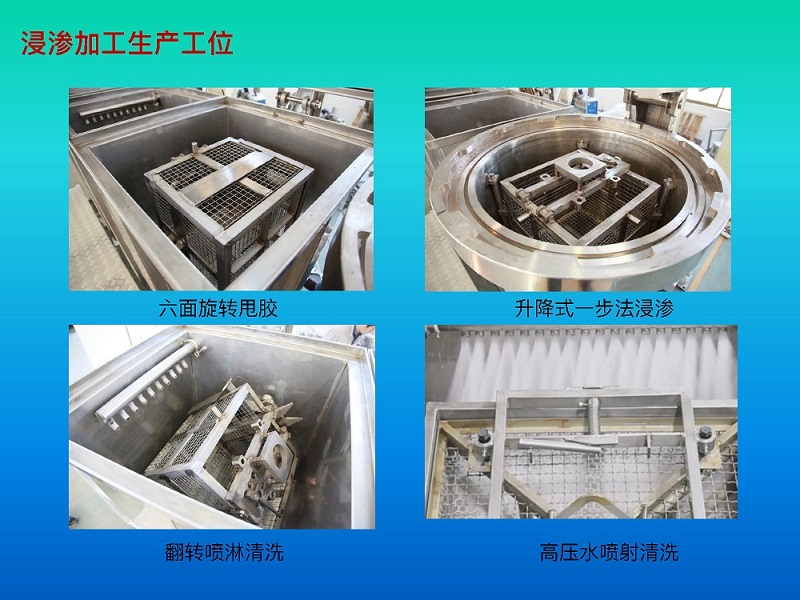 浸渗加工生产工位
六面旋转甩胶
升降式一步法浸渗
翻转喷淋清洗
高压水喷射清洗